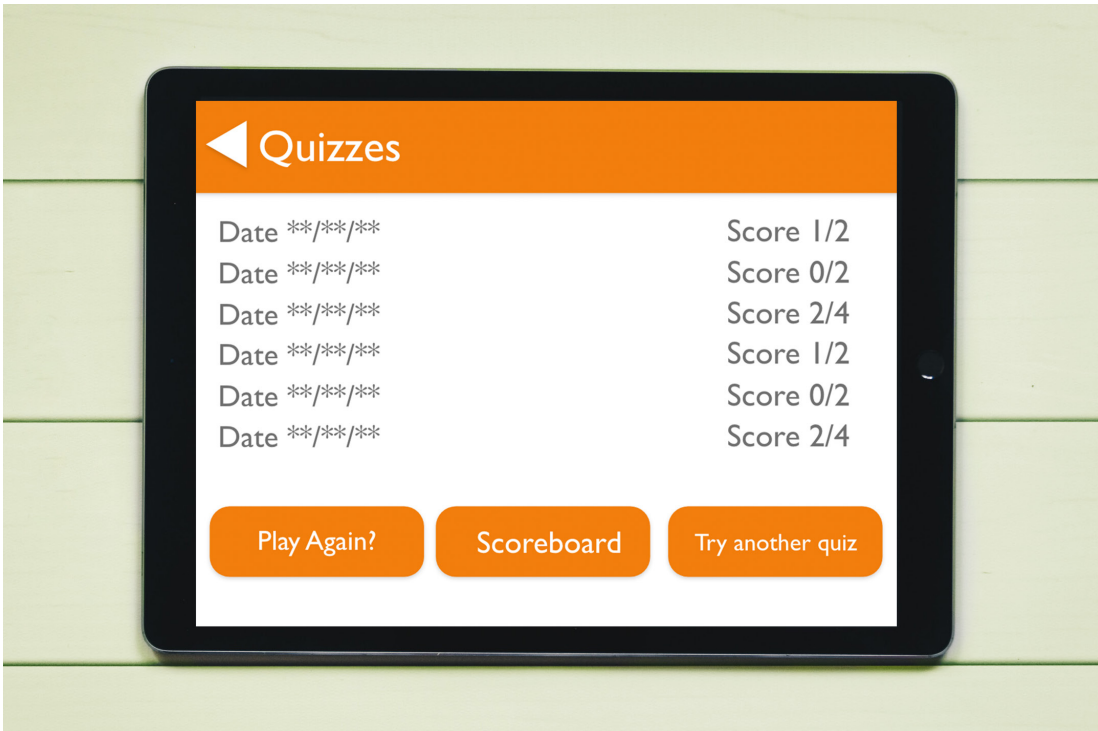 Quizzes
Date **/**/** Score 1/2
Date **/**/** Score 0/2
Date **/**/** Score 2/4
Date **/**/** Score 1/2
Date **/**/** Score 0/2
Date **/**/** Score 2/4
Play Again? Scoreboard Try another quiz